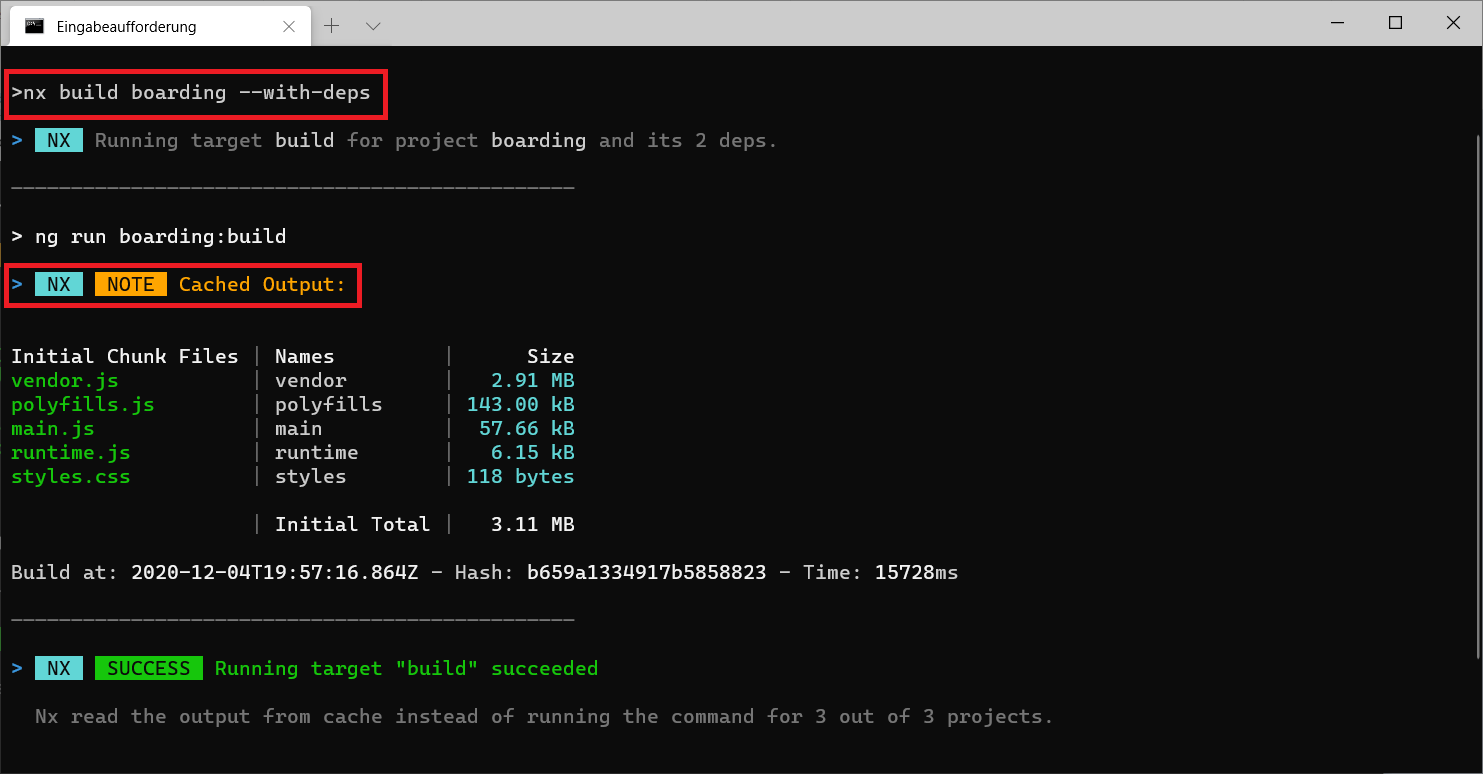 Eingabeaufforderung
>nx build boarding --with-deps
> NX Running target build for project boarding and its 2 deps.
———————————————————————————————————————————————
> ng run boarding:build
> NX NOTE Cached Output:
Initial Chunk Files | Names | Size
vendor.js | vendor | 2.91 MB
polyfills.js | polyfills | 143.00 kB
main.js | main | 57.66 kB
runtime.js | runtime | 6.15 kB
styles.css | styles | 118 bytes
| Initial Total | 3.11 MB
Build at: 2020-12-04T19:57:16.864Z - Hash: b659a1334917b5858823 - Time: 15728ms
———————————————————————————————————————————————
> NX SUCCESS Running target "build" succeeded
Nx read the output from cache instead of running the command for 3 out of 3 projects.